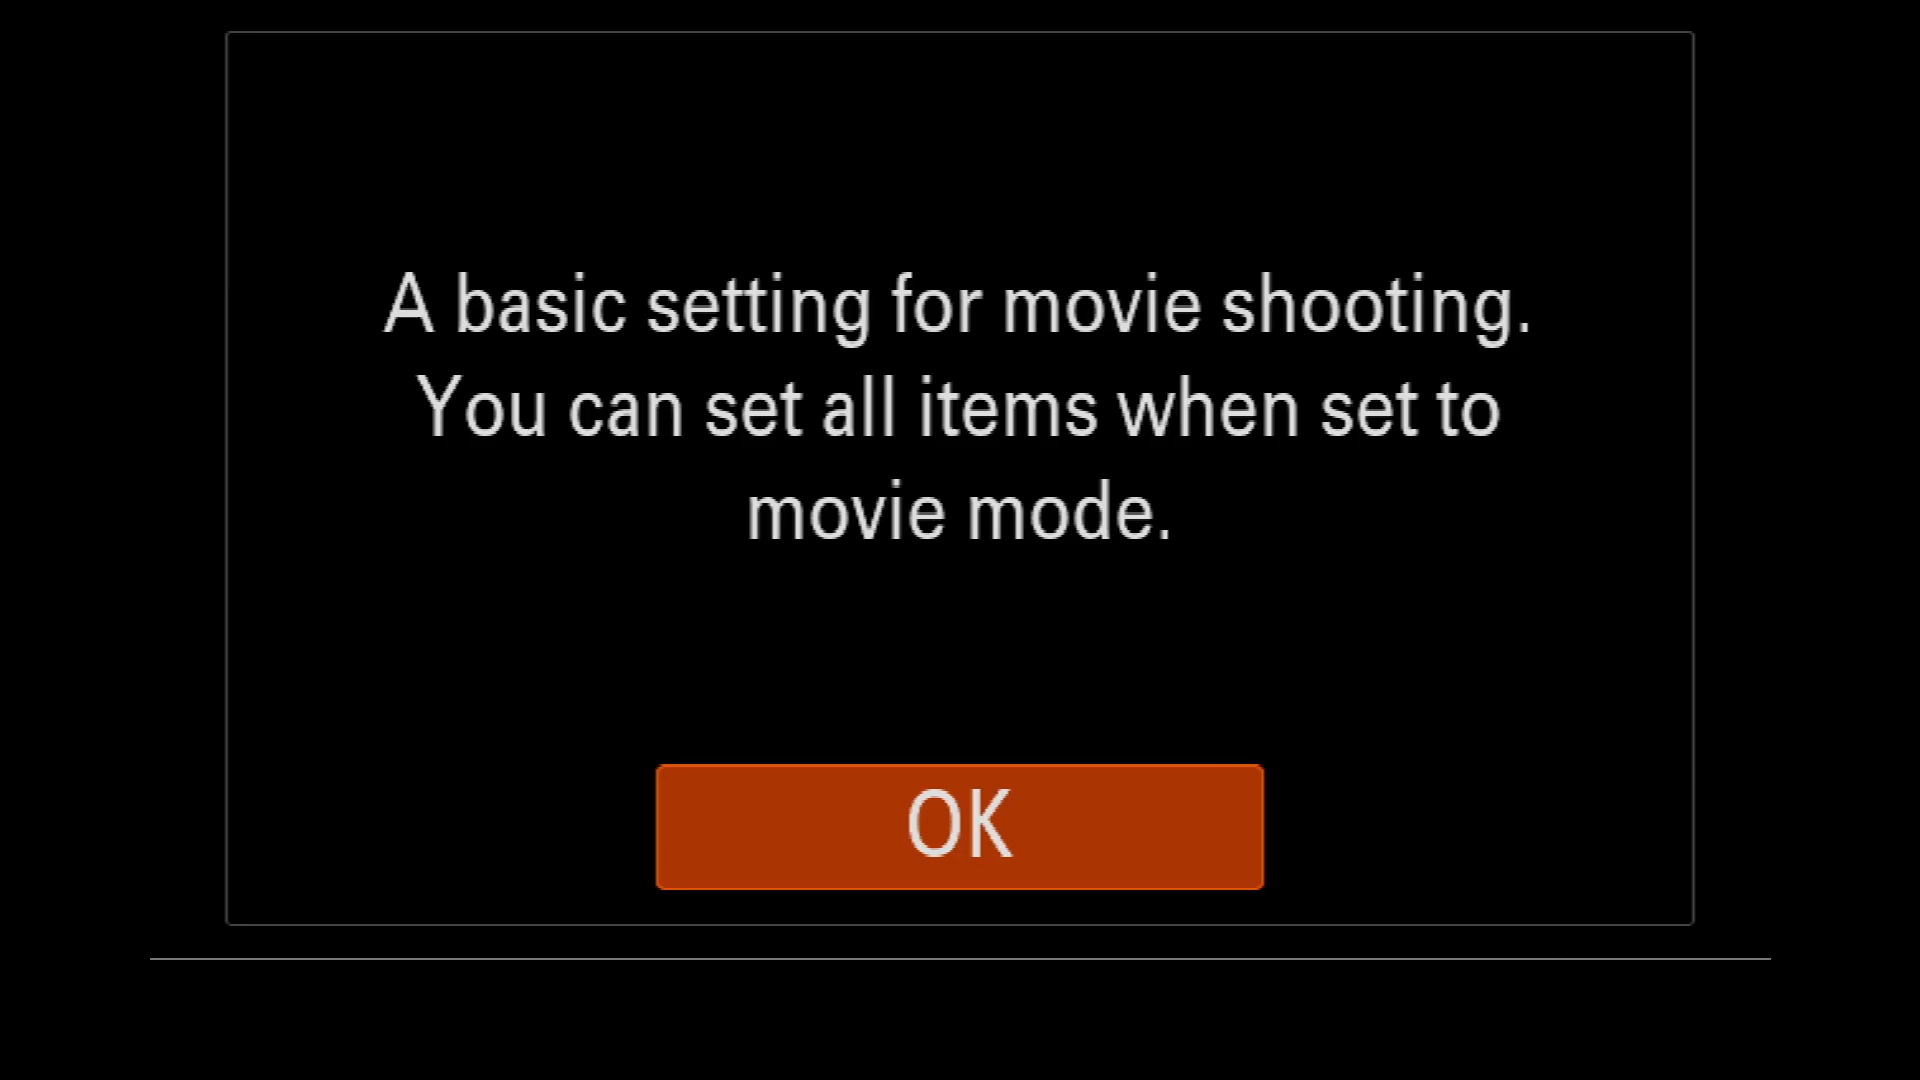 A basic setting for movie shooting.
You can set all items when set to
movie mode.
OK